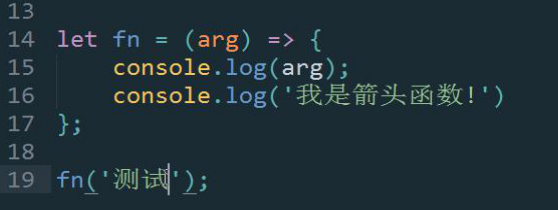 13
14 let fn = (arg) => {
15     console.log(arg);
16     console.log('我是箭头函数!')
17 };
18
19 fn('测试');